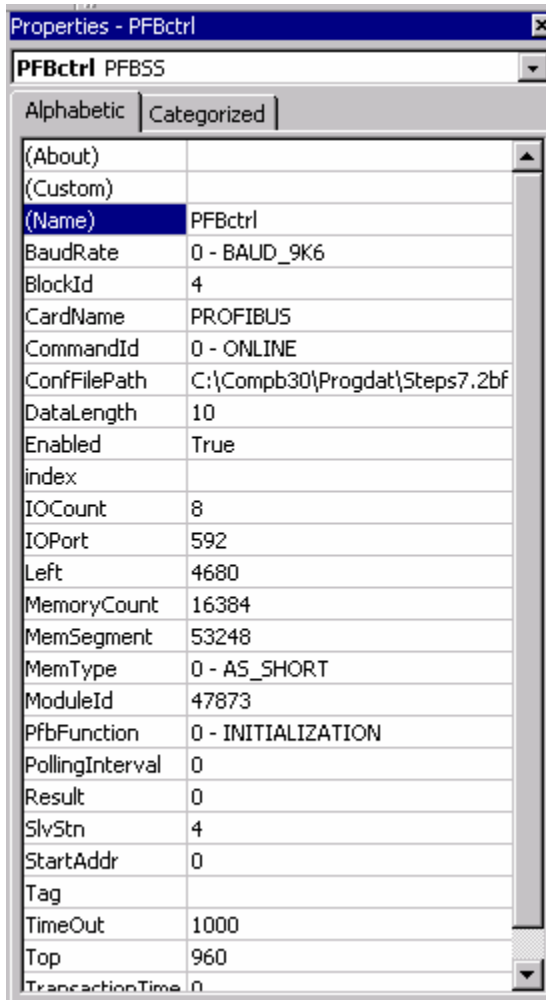 Properties - PFBctrl
PFBctrl PFBSS
Alphabetic Categorized
(About)
(Custom)
(Name) PFBctrl
BaudRate 0 - BAUD_9K6
BlockId 4
CardName PROFIBUS
CommandId 0 - ONLINE
ConfFilePath C:\Compb30\Progdat\Steps7.2bf
DataLength 10
Enabled True
index
IOCount 8
IOPort 592
Left 4680
MemoryCount 16384
MemSegment 53248
MemType 0 - AS_SHORT
ModuleId 47873
PfbFunction 0 - INITIALIZATION
PollingInterval 0
Result 0
SlvStn 4
StartAddr 0
Tag
TimeOut 1000
Top 960
TransactionTime 0